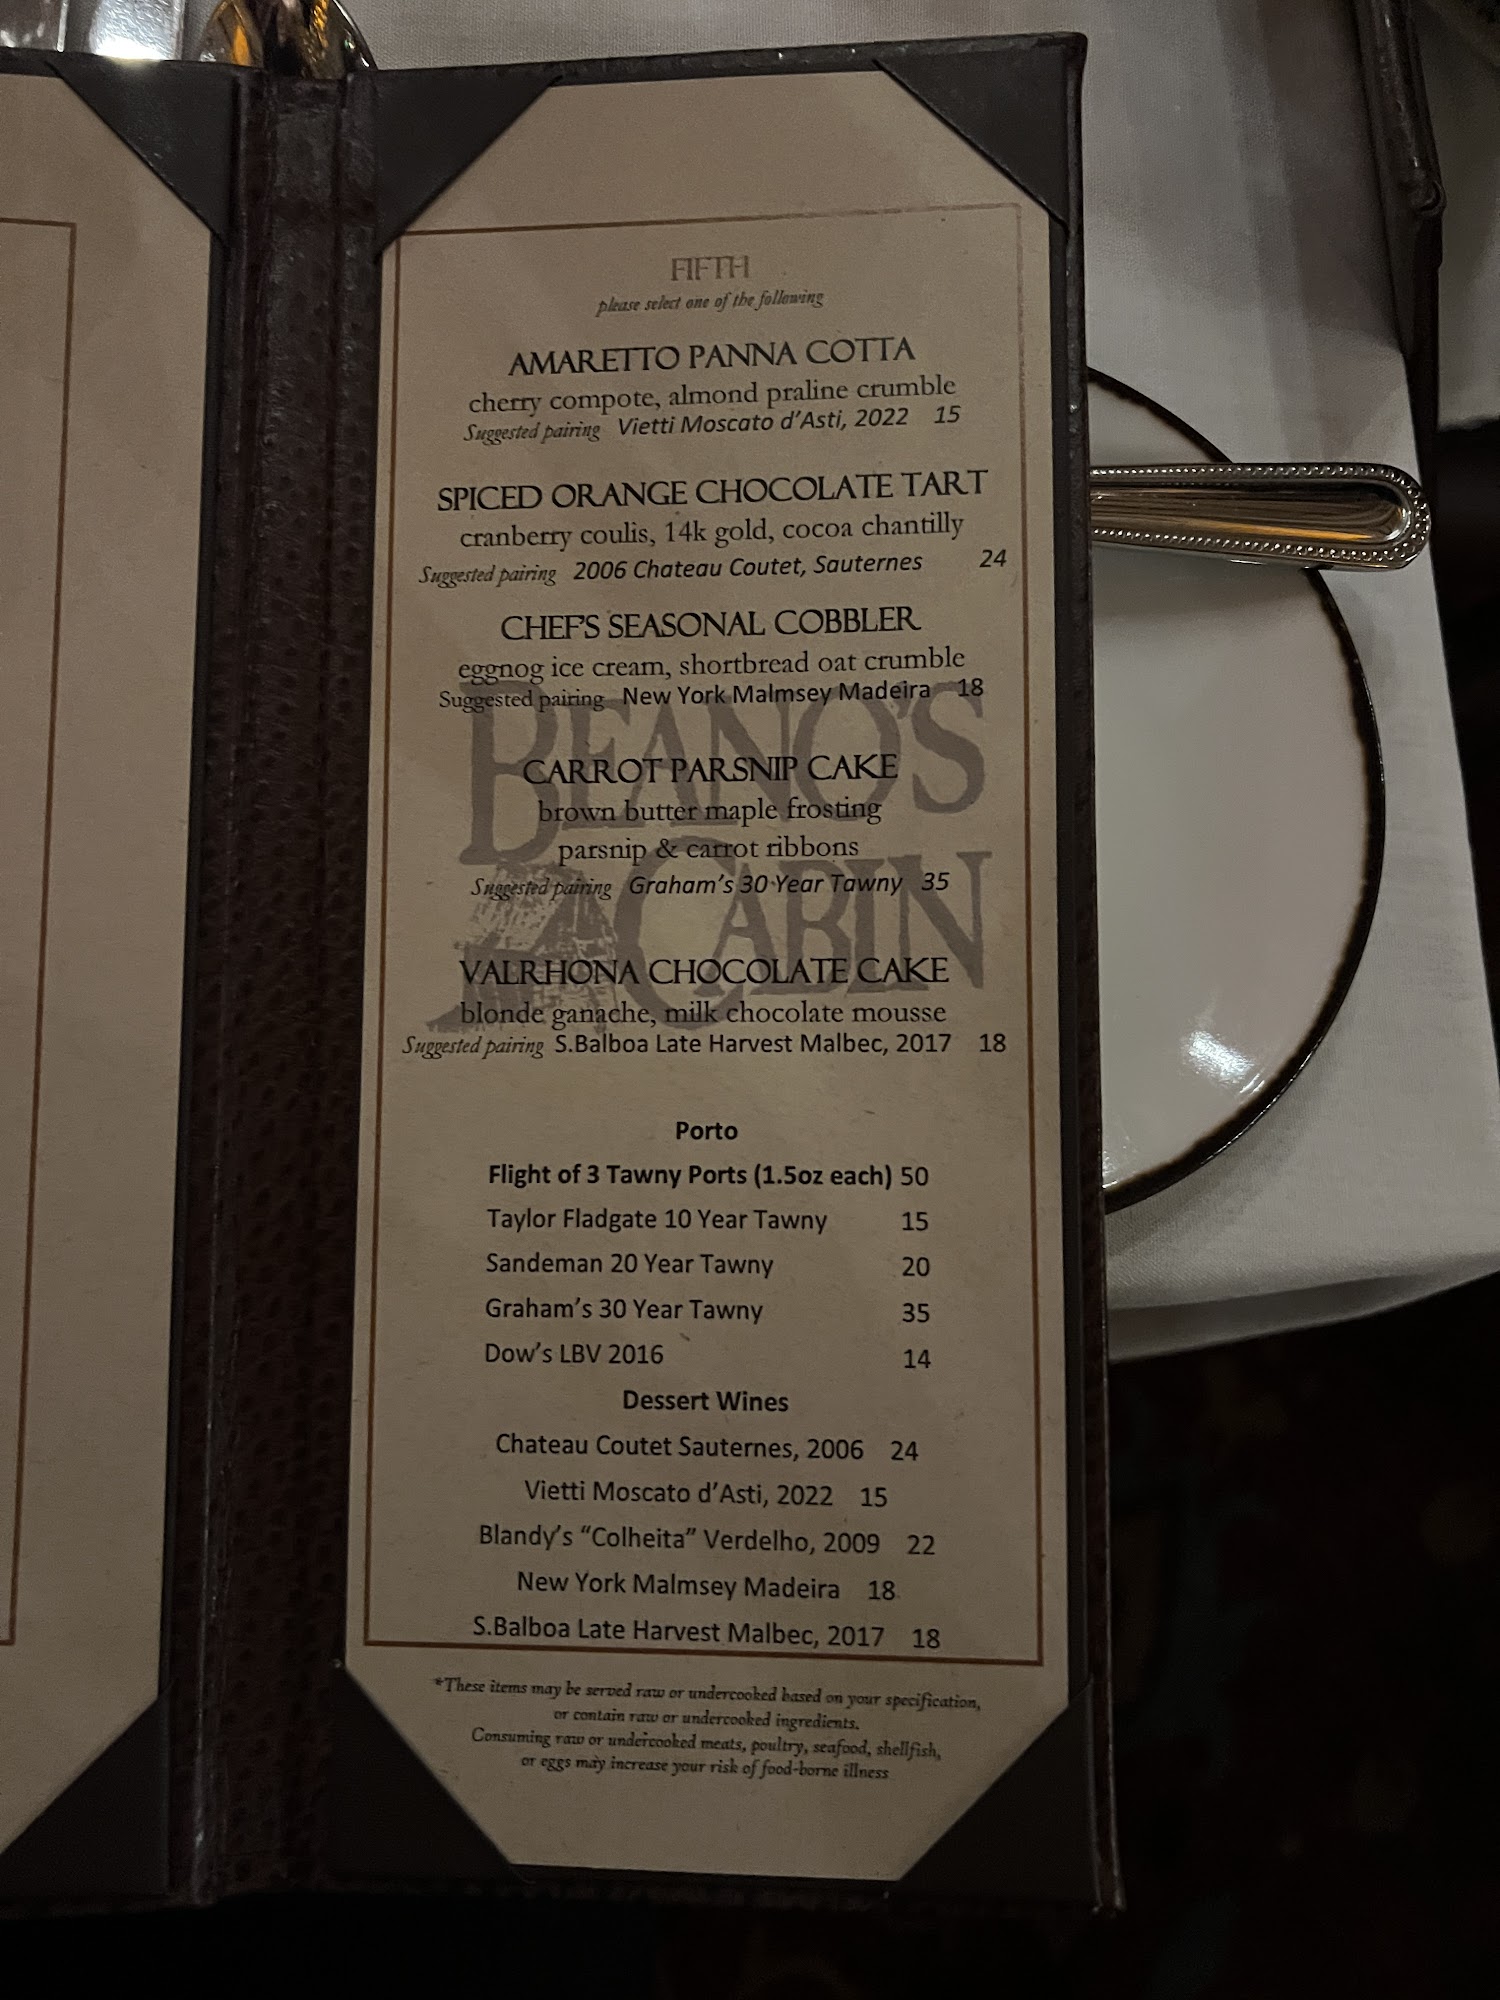 FIFTH
please select one of the following
AMARETTO PANNA COTTA
cherry compote, almond praline crumble
Suggested pairing Vietti Moscato d'Asti, 2022 15
SPICED ORANGE CHOCOLATE TART
cranberry coulis, 14k gold, cocoa chantilly
Suggested pairing 2006 Chateau Coutet, Sauternes 24
CHEF'S SEASONAL COBBLER
eggnog ice cream, shortbread oat crumble
Suggested pairing New York Malmsey Madeira 18
BEANO'S
CARROT PARSNIP CAKE
brown butter maple frosting
parsnip & carrot ribbons
Suggested pairing Graham's 30 Year Tawny 35
CABIN
VALRHONA CHOCOLATE CAKE
blonde ganache, milk chocolate mousse
Suggested pairing S.Balboa Late Harvest Malbec, 2017 18
Porto
Flight of 3 Tawny Ports (1.5oz each) 50
Taylor Fladgate 10 Year Tawny 15
Sandeman 20 Year Tawny 20
Graham's 30 Year Tawny 35
Dow's LBV 2016 14
Dessert Wines
Chateau Coutet Sauternes, 2006 24
Vietti Moscato d'Asti, 2022 15
Blandy's "Colheita" Verdelho, 2009 22
New York Malmsey Madeira 18
S.Balboa Late Harvest Malbec, 2017 18
*These items may be served raw or undercooked based on your specification,
or contain raw or undercooked ingredients.
Consuming raw or undercooked meats, poultry, seafood, shellfish,
or eggs may increase your risk of food-borne illness